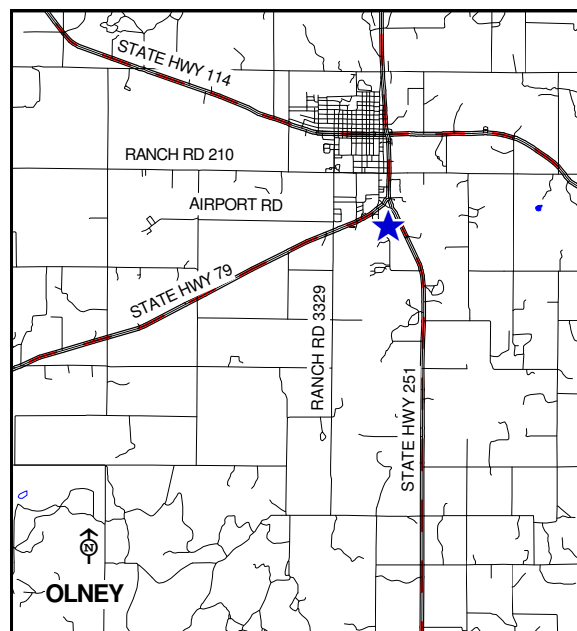 STATE HWY 114
RANCH RD 210
AIRPORT RD
STATE HWY 79
RANCH RD 3329
STATE HWY 251
N
OLNEY